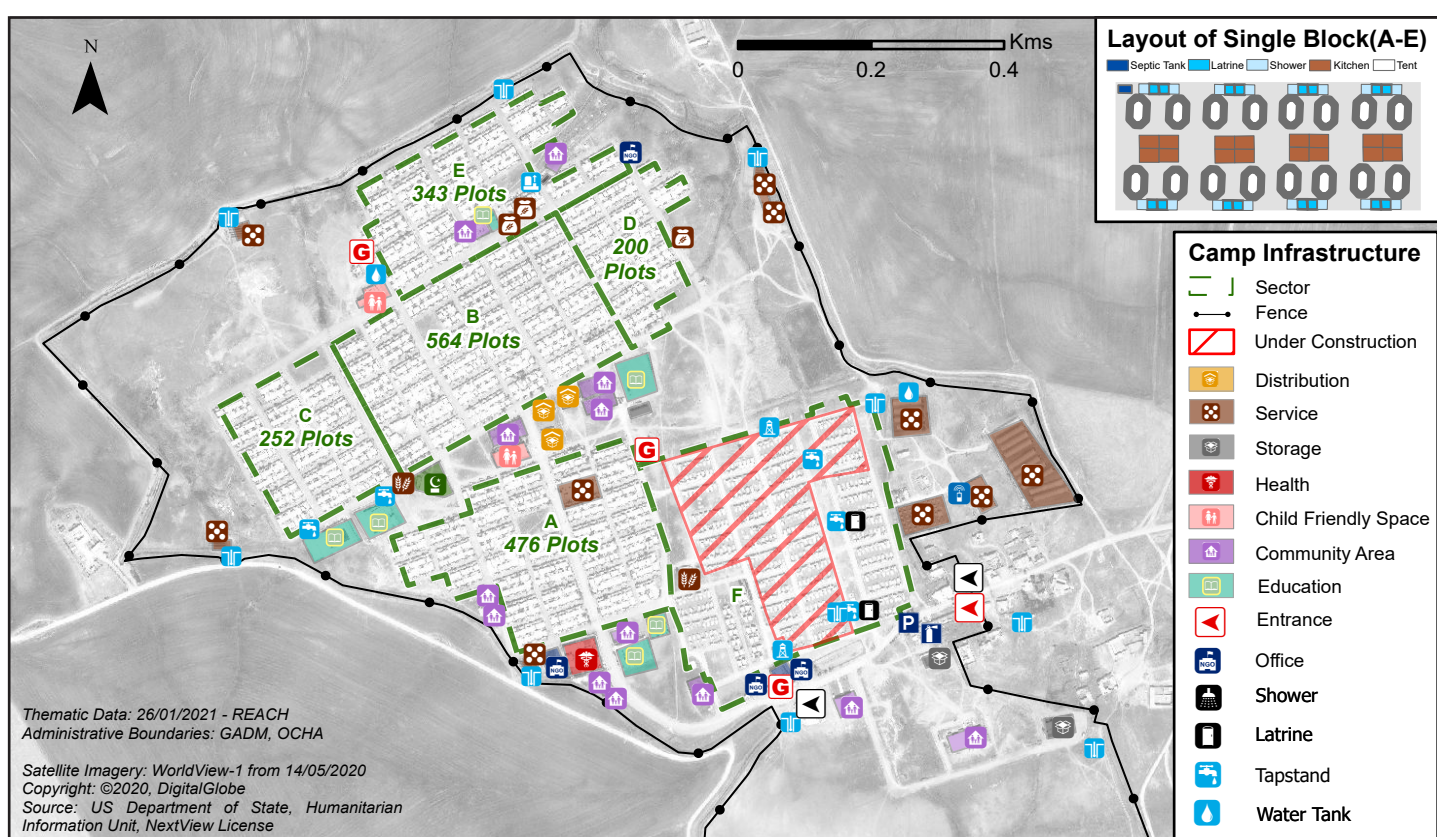 N
Kms
0
0.2
0.4
Layout of Single Block(A-E)
Septic Tank
Latrine
Shower
Kitchen
Tent
E
343 Plots
NGO
D
200
Plots
G
B
564 Plots
C
252 Plots
G
A
476 Plots
F
P
NGO
NGO
NGO
G
Camp Infrastructure
Sector
Fence
Under Construction
Distribution
Service
Storage
Health
Child Friendly Space
Community Area
Education
Entrance
NGO
Office
Shower
Latrine
Tapstand
Water Tank
Thematic Data: 26/01/2021 - REACH
Administrative Boundaries: GADM, OCHA
Satellite Imagery: WorldView-1 from 14/05/2020
Copyright: ©2020, DigitalGlobe
Source: US Department of State, Humanitarian
Information Unit, NextView License